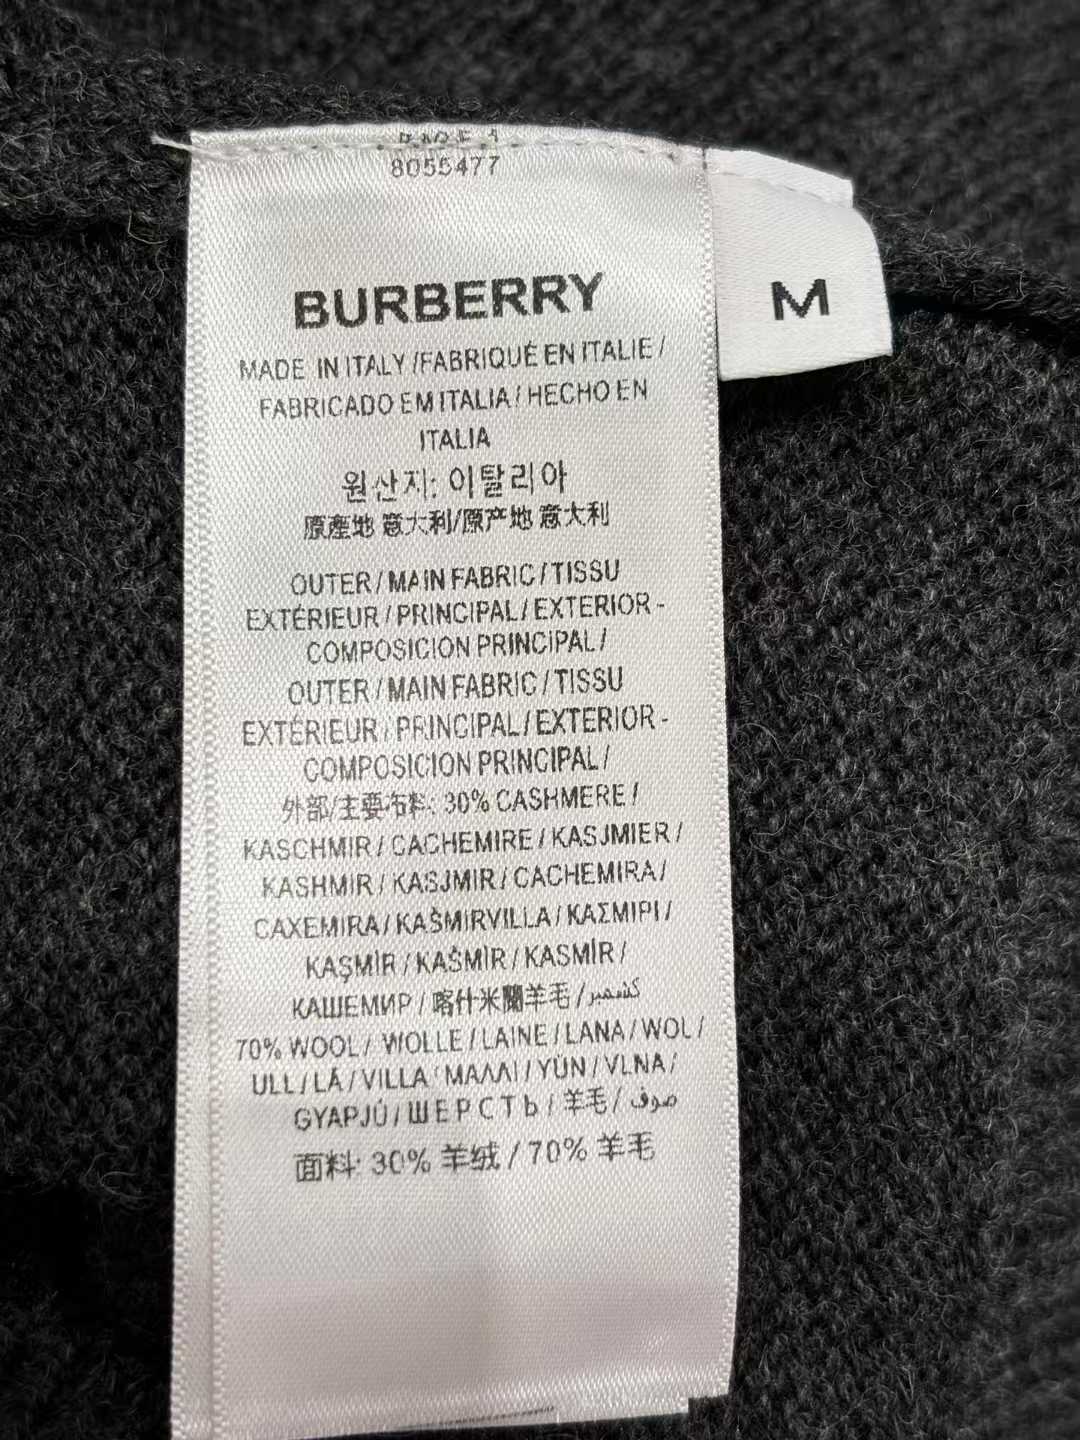 8055477
BURBERRY
M
MADE IN ITALY / FABRIQUÉ EN ITALIE /
FABRICADO EM ITALIA / HECHO EN
ITALIA
원산지: 이탈리아
原產地 意大利/原产地 意大利
OUTER / MAIN FABRIC / TISSU
EXTÉRIEUR / PRINCIPAL / EXTERIOR -
COMPOSICION PRINCIPAL /
OUTER / MAIN FABRIC / TISSU
EXTÉRIEUR / PRINCIPAL / EXTERIOR -
COMPOSICION PRINCIPAL /
外部/主要布料: 30% CASHMERE /
KASCHMIR / CACHEMIRE / KASJMIER /
KASHMIR / KASJMIR / CACHEMIRA /
CAXEMIRA / KAŠMIRVILLA / ΚΑΣΜΙΡΙ /
KAŞMİR / KAŠMÍR / KASMÍR /
КАШЕМИР / 喀什米爾羊毛 / كشمير
70% WOOL / WOLLE / LAINE / LANA / WOL /
ULL / LÃ / VILLA / ΜΑΛΛΙ / YÜN / VLNA /
GYAPJÚ / ШЕРСТЬ / 羊毛 / صوف
面料: 30% 羊绒 / 70% 羊毛